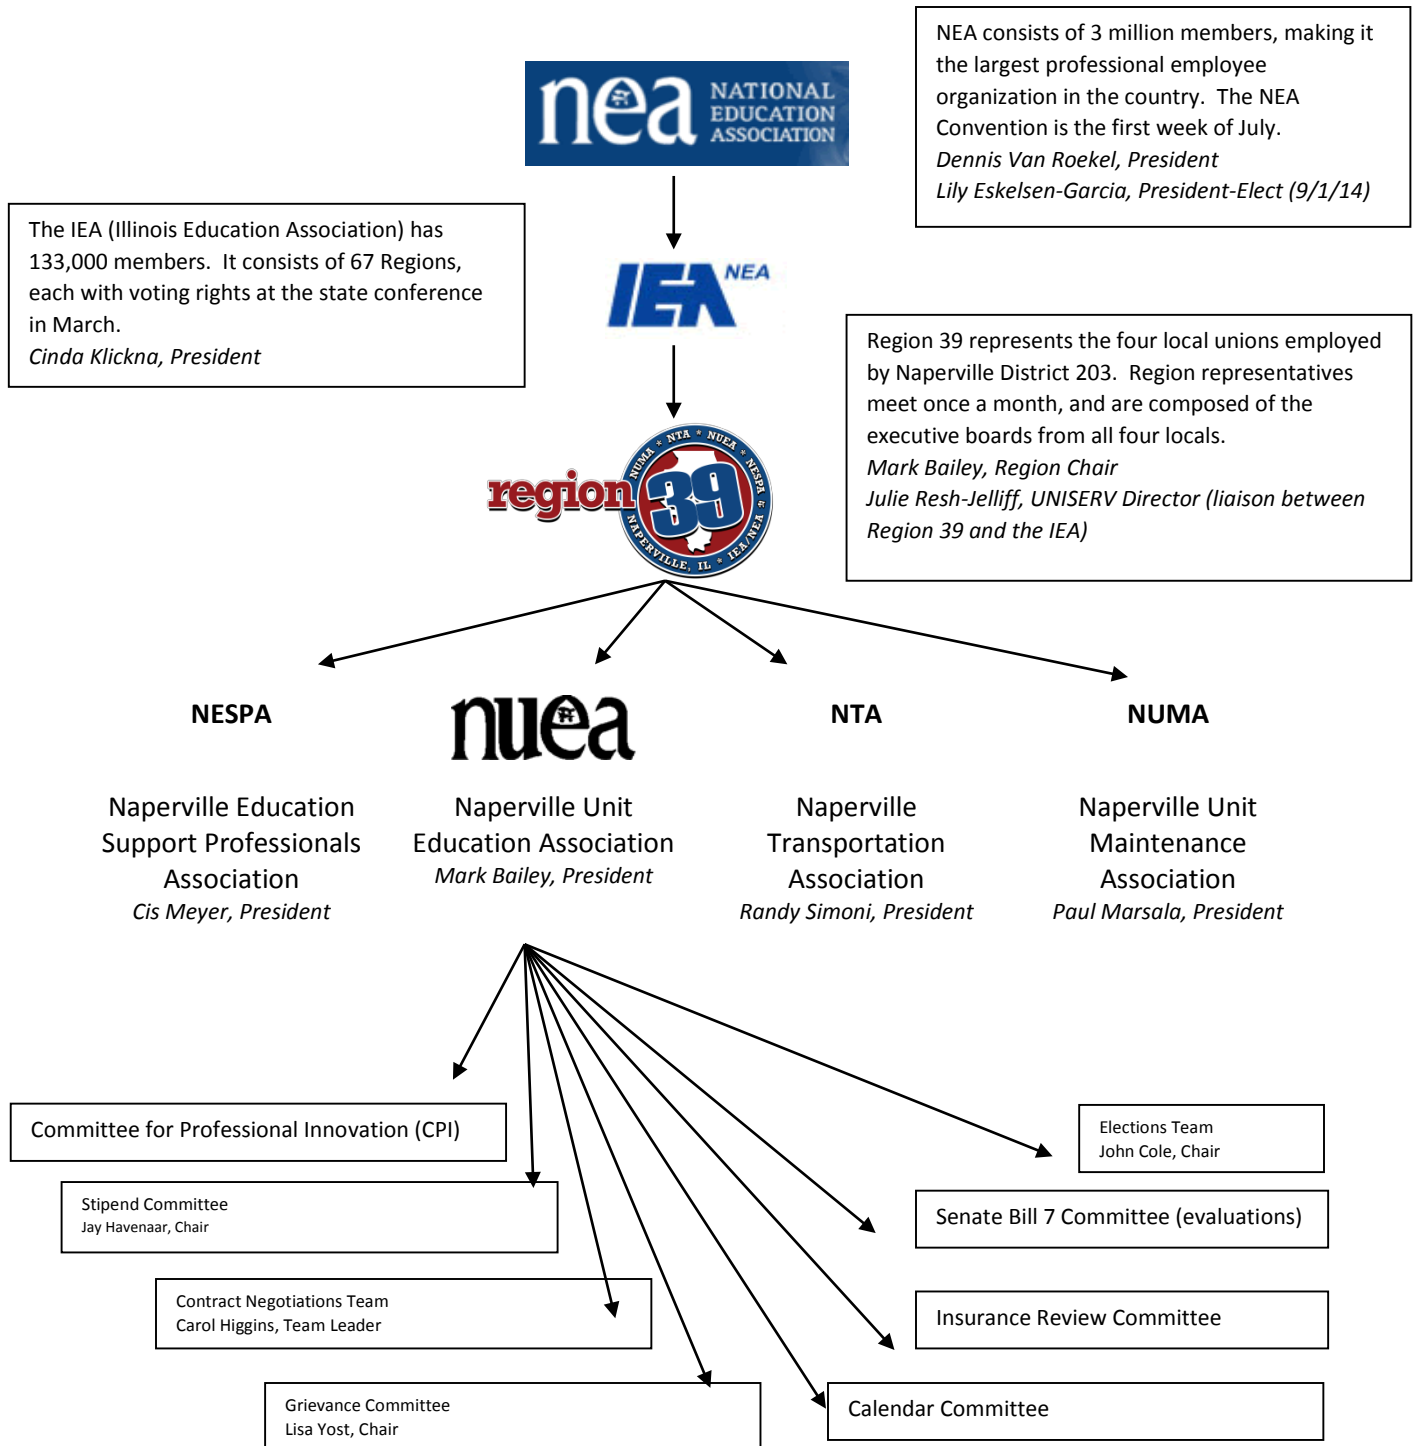 NEA consists of 3 million members, making it
the largest professional employee
organization in the country.  The NEA
Convention is the first week of July.
Dennis Van Roekel, President
Lily Eskelsen-Garcia, President-Elect (9/1/14)
nea NATIONAL
EDUCATION
ASSOCIATION
The IEA (Illinois Education Association) has
133,000 members.  It consists of 67 Regions,
each with voting rights at the state conference
in March.
Cinda Klickna, President
IEA NEA
Region 39 represents the four local unions employed
by Naperville District 203.  Region representatives
meet once a month, and are composed of the
executive boards from all four locals.
Mark Bailey, Region Chair
Julie Resh-Jelliff, UNISERV Director (liaison between
Region 39 and the IEA)
region 39
NUMA * NTA * NUEA * NESPA * IEA/NEA * NAPERVILLE, IL
NESPA
nuea
NTA
NUMA
Naperville Education
Support Professionals
Association
Cis Meyer, President
Naperville Unit
Education Association
Mark Bailey, President
Naperville
Transportation
Association
Randy Simoni, President
Naperville Unit
Maintenance
Association
Paul Marsala, President
Committee for Professional Innovation (CPI)
Elections Team
John Cole, Chair
Stipend Committee
Jay Havenaar, Chair
Senate Bill 7 Committee (evaluations)
Contract Negotiations Team
Carol Higgins, Team Leader
Insurance Review Committee
Grievance Committee
Lisa Yost, Chair
Calendar Committee